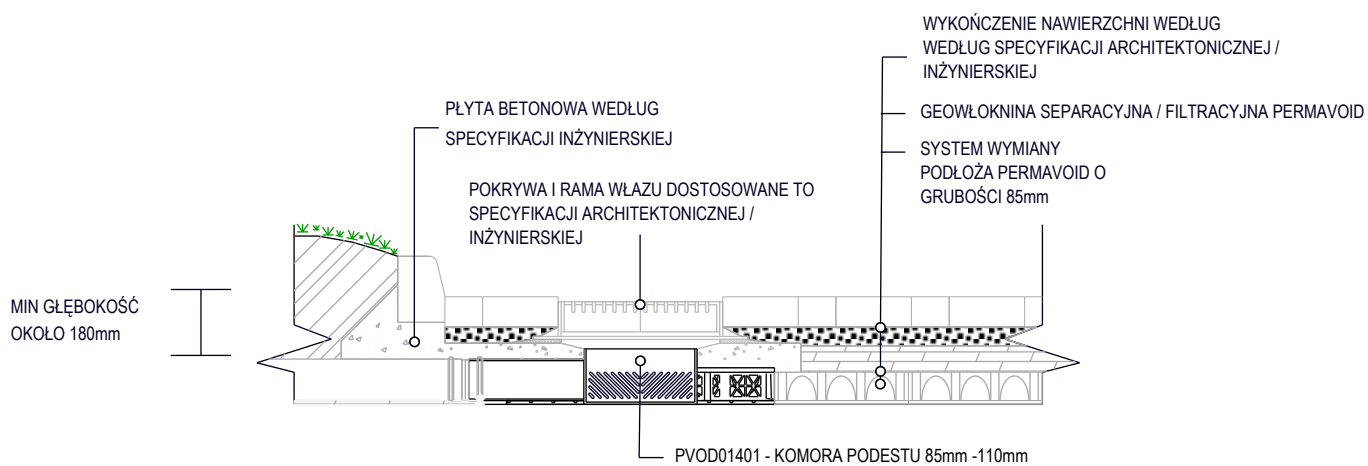 WYKOŃCZENIE NAWIERZCHNI WEDŁUG
WEDŁUG SPECYFIKACJI ARCHITEKTONICZNEJ /
INŻYNIERSKIEJ
GEOWŁOKNINA SEPARACYJNA / FILTRACYJNA PERMAVOID
SYSTEM WYMIANY
PODŁOŻA PERMAVOID O
GRUBOŚCI 85mm
PŁYTA BETONOWA WEDŁUG
SPECYFIKACJI INŻYNIERSKIEJ
POKRYWA I RAMA WŁAZU DOSTOSOWANE TO
SPECYFIKACJI ARCHITEKTONICZNEJ /
INŻYNIERSKIEJ
MIN GŁĘBOKOŚĆ
OKOŁO 180mm
PVOD01401 - KOMORA PODESTU 85mm -110mm